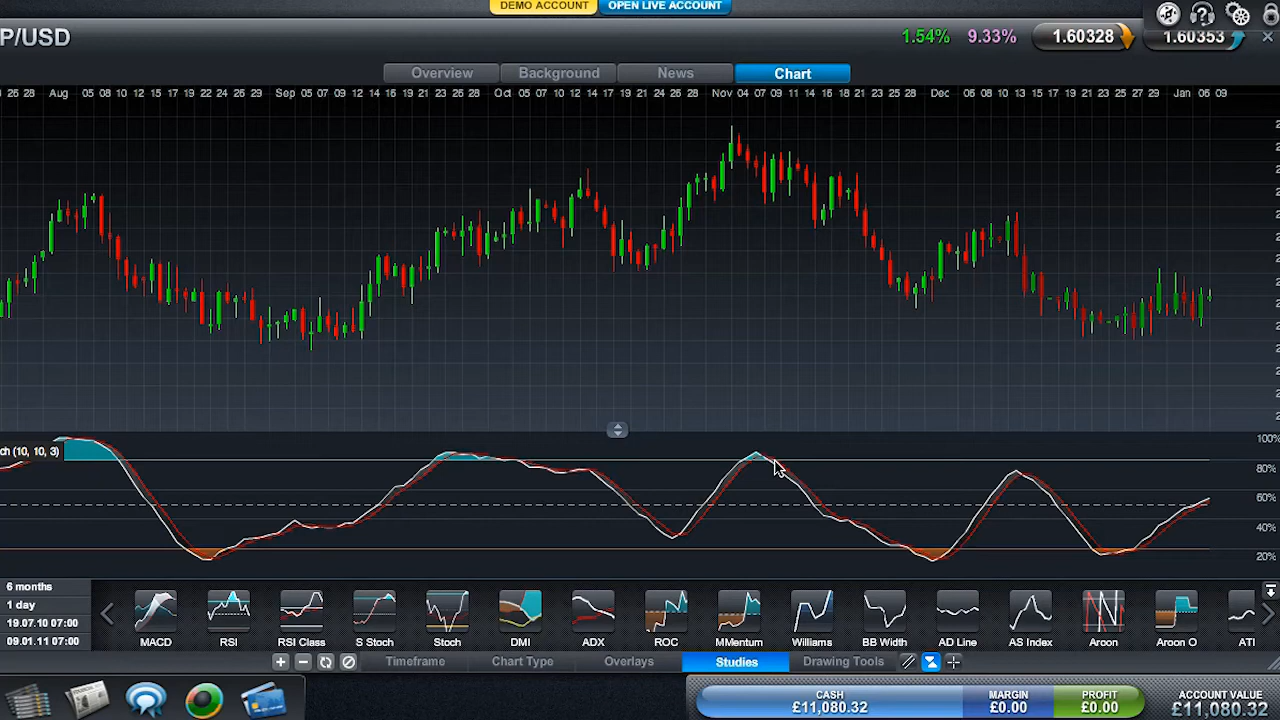 DEMO ACCOUNT OPEN LIVE ACCOUNT
P/USD 1.54% 9.33% 1.60328 1.60353
Overview Background News Chart
26 28 Aug 05 08 10 12 15 17 22 24 26 29 Sep 05 07 09 12 14 16 19 21 23 26 28 Oct 05 07 10 12 14 17 19 21 24 26 28 Nov 04 07 09 11 14 16 18 21 23 25 28 Dec 06 08 10 13 15 17 19 21 23 25 27 29 Jan 06 09
ch (10, 10, 3)
100%
80%
60%
40%
20%
6 months
1 day
19.07.10 07:00
09.01.11 07:00
MACD RSI RSI Class S Stoch Stoch DMI ADX ROC MMentum Williams BB Width AD Line AS Index Aroon Aroon O ATI
Timeframe Chart Type Overlays Studies Drawing Tools
CASH MARGIN PROFIT ACCOUNT VALUE
£11,080.32 £0.00 £0.00 £11,080.32